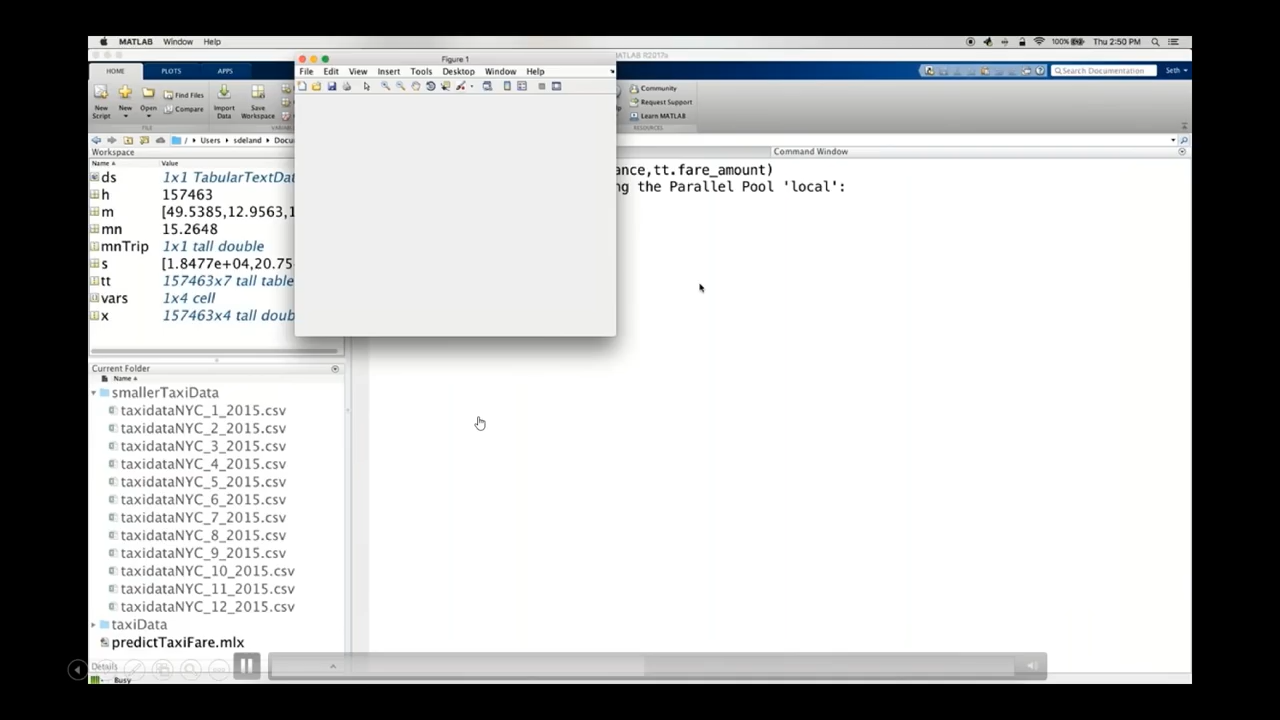 MATLAB Window Help
100% Thu 2:50 PM
Figure 1
MATLAB R2017a
HOME PLOTS APPS
File Edit View Insert Tools Desktop Window Help
Search Documentation Seth
New Script
New
Open
Find Files
Compare
Import Data
Save Workspace
Community
Request Support
Learn MATLAB
FILE
RESOURCES
/ Users sdeland Docu
Workspace
Command Window
Name Value
ds 1x1 TabularTextDat
h 157463
m [49.5385,12.9563,1
mn 15.2648
mnTrip 1x1 tall double
s [1.8477e+04,20.75
tt 157463x7 tall table
vars 1x4 cell
x 157463x4 tall doub
ance,tt.fare_amount)
ng the Parallel Pool 'local':
Current Folder
Name
smallerTaxiData
taxidataNYC_1_2015.csv
taxidataNYC_2_2015.csv
taxidataNYC_3_2015.csv
taxidataNYC_4_2015.csv
taxidataNYC_5_2015.csv
taxidataNYC_6_2015.csv
taxidataNYC_7_2015.csv
taxidataNYC_8_2015.csv
taxidataNYC_9_2015.csv
taxidataNYC_10_2015.csv
taxidataNYC_11_2015.csv
taxidataNYC_12_2015.csv
taxiData
predictTaxiFare.mlx
Details
Busy